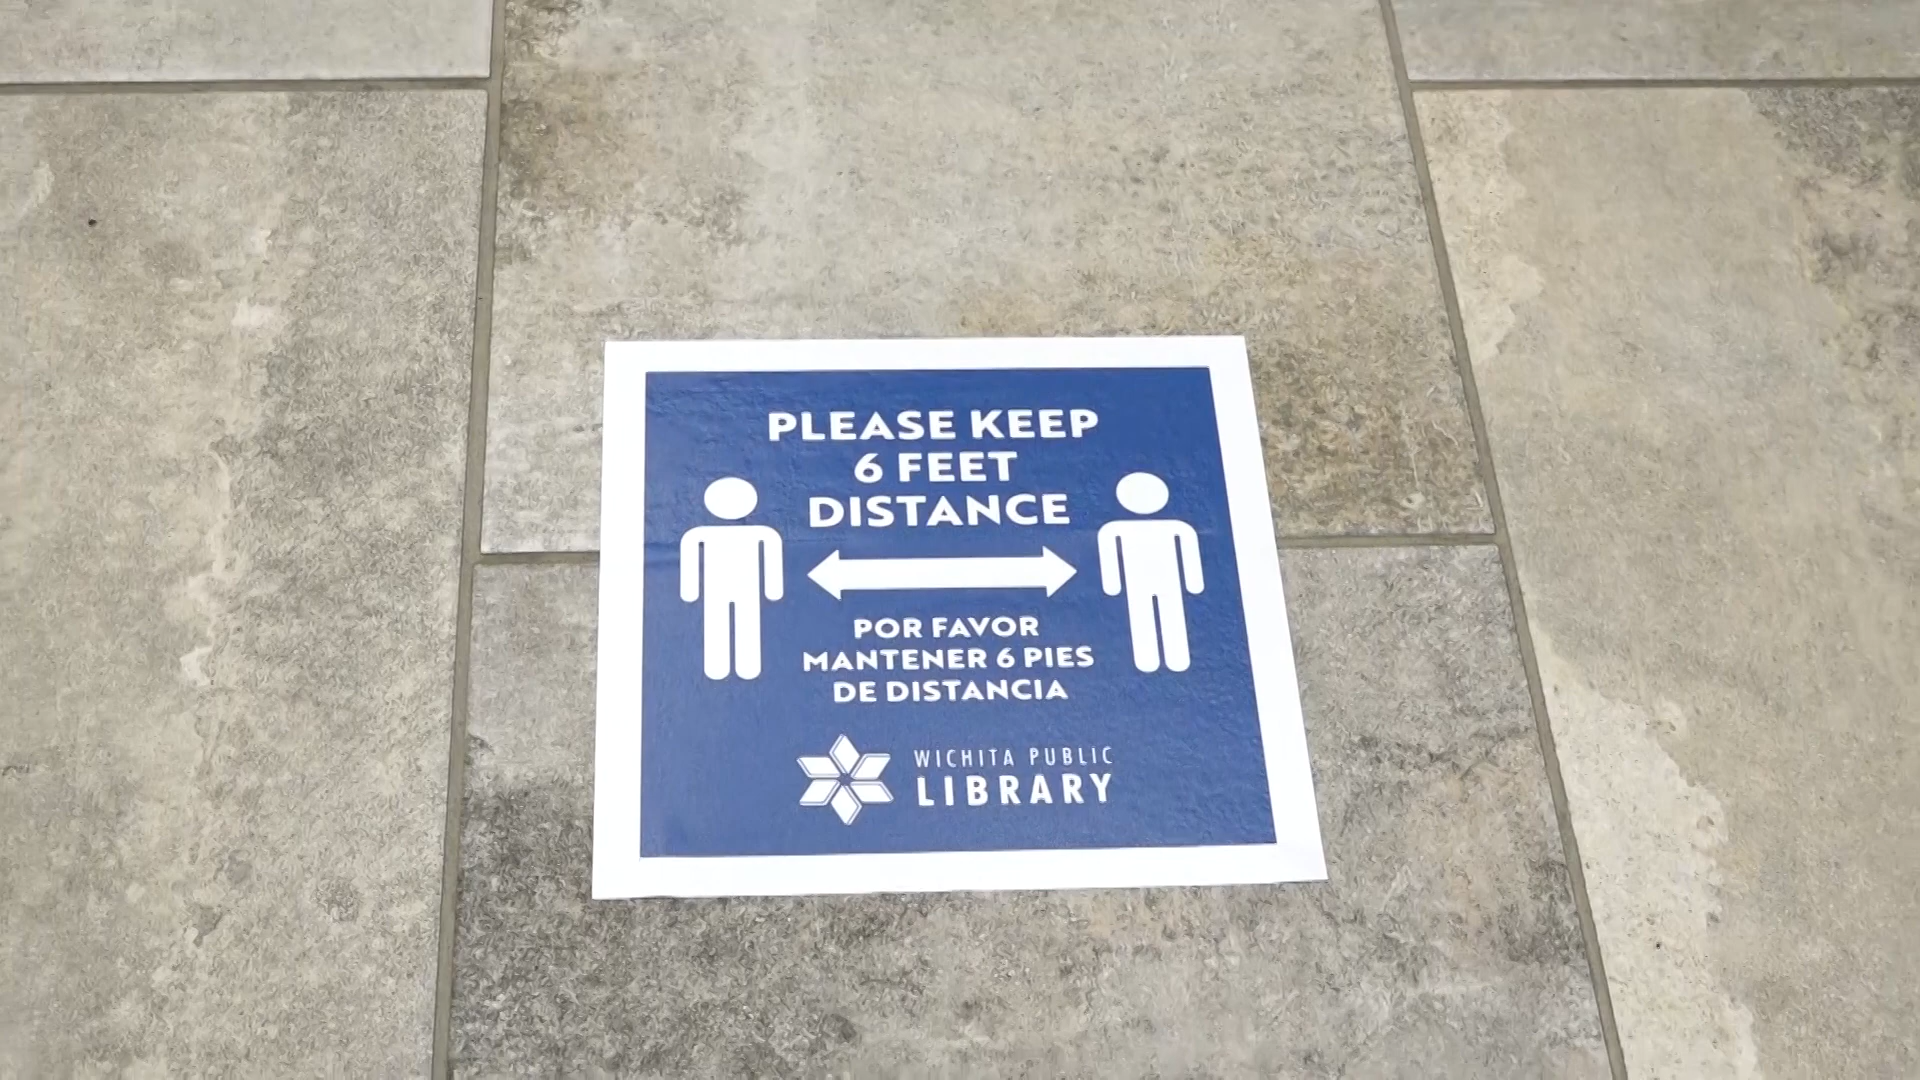 PLEASE KEEP
6 FEET
DISTANCE
POR FAVOR
MANTENER 6 PIES
DE DISTANCIA
WICHITA PUBLIC
LIBRARY